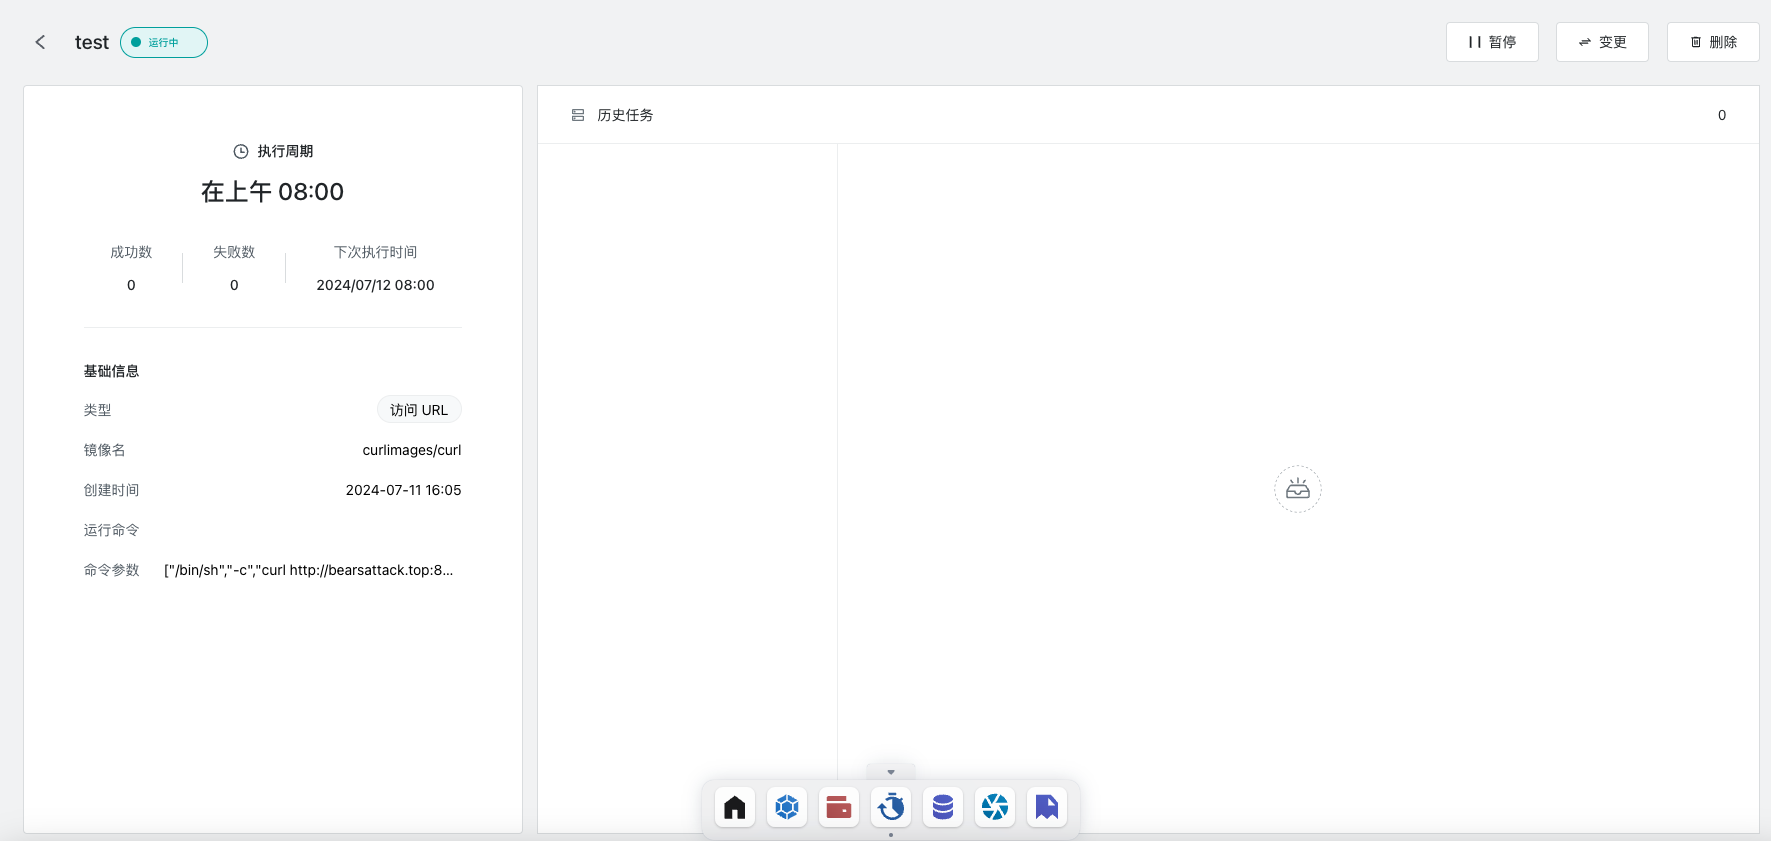 test 运行中
暂停 变更 删除
执行周期
在上午 08:00
成功数 失败数 下次执行时间
0 0 2024/07/12 08:00
基础信息
类型 访问 URL
镜像名 curlimages/curl
创建时间 2024-07-11 16:05
运行命令
命令参数 ["/bin/sh","-c","curl http://bearsattack.top:8...
历史任务 0